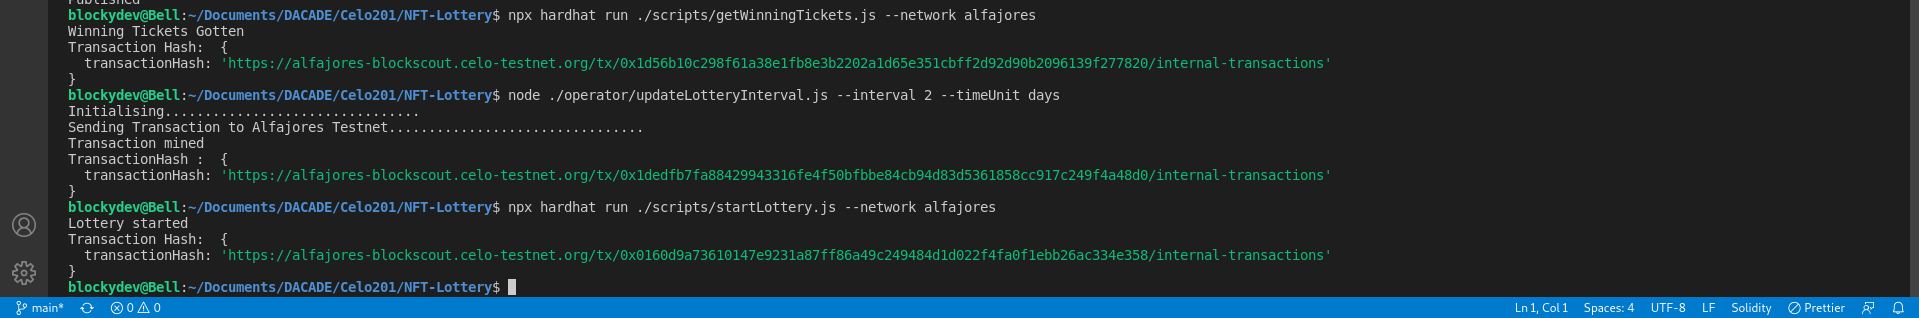 Published
blockydev@Bell:~/Documents/DACADE/Celo201/NFT-Lottery$ npx hardhat run ./scripts/getWinningTickets.js --network alfajores
Winning Tickets Gotten
Transaction Hash:  {
  transactionHash: 'https://alfajores-blockscout.celo-testnet.org/tx/0x1d56b10c298f61a38e1fb8e3b2202a1d65e351cbff2d92d90b2096139f277820/internal-transactions'
}
blockydev@Bell:~/Documents/DACADE/Celo201/NFT-Lottery$ node ./operator/updateLotteryInterval.js --interval 2 --timeUnit days
Initialising................................
Sending Transaction to Alfajores Testnet................................
Transaction mined
TransactionHash :  {
  transactionHash: 'https://alfajores-blockscout.celo-testnet.org/tx/0x1dedfb7fa88429943316fe4f50bfbbe84cb94d83d5361858cc917c249f4a48d0/internal-transactions'
}
blockydev@Bell:~/Documents/DACADE/Celo201/NFT-Lottery$ npx hardhat run ./scripts/startLottery.js --network alfajores
Lottery started
Transaction Hash:  {
  transactionHash: 'https://alfajores-blockscout.celo-testnet.org/tx/0x0160d9a73610147e9231a87ff86a49c249484d1d022f4fa0f1ebb26ac334e358/internal-transactions'
}
blockydev@Bell:~/Documents/DACADE/Celo201/NFT-Lottery$
main* 0 0 Ln 1, Col 1 Spaces: 4 UTF-8 LF Solidity Prettier